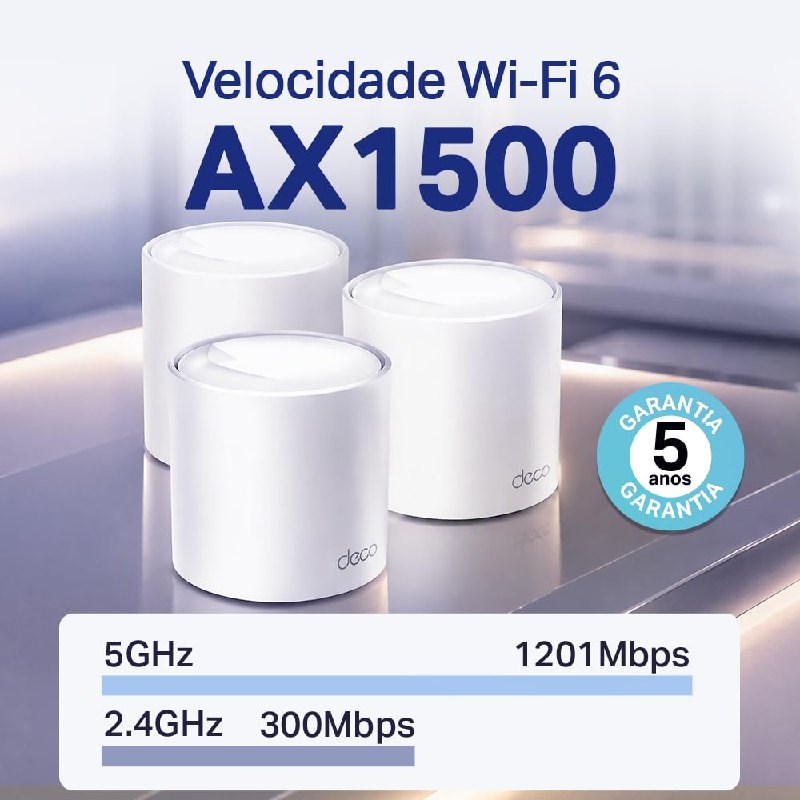 Velocidade Wi-Fi 6
AX1500
deco
deco
GARANTIA
5
anos
GARANTIA
5GHz 1201Mbps
2.4GHz 300Mbps